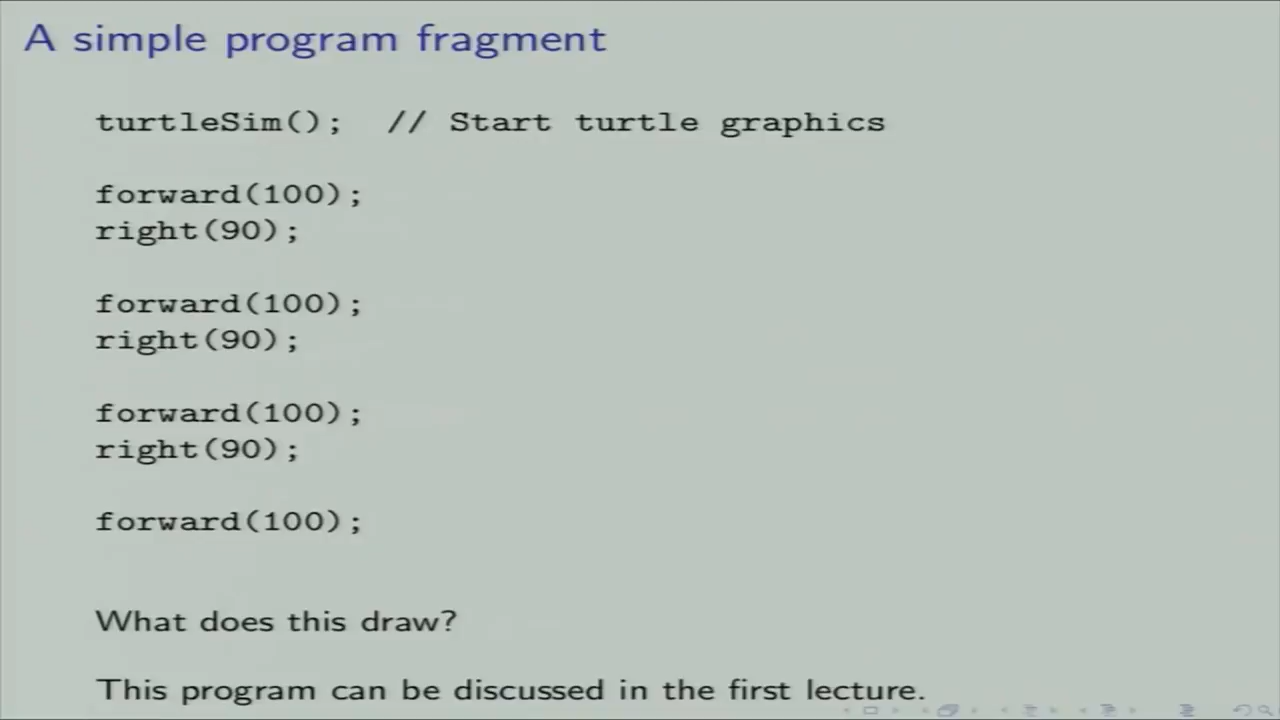 A simple program fragment
turtleSim(); // Start turtle graphics
forward(100);
right(90);
forward(100);
right(90);
forward(100);
right(90);
forward(100);
What does this draw?
This program can be discussed in the first lecture.